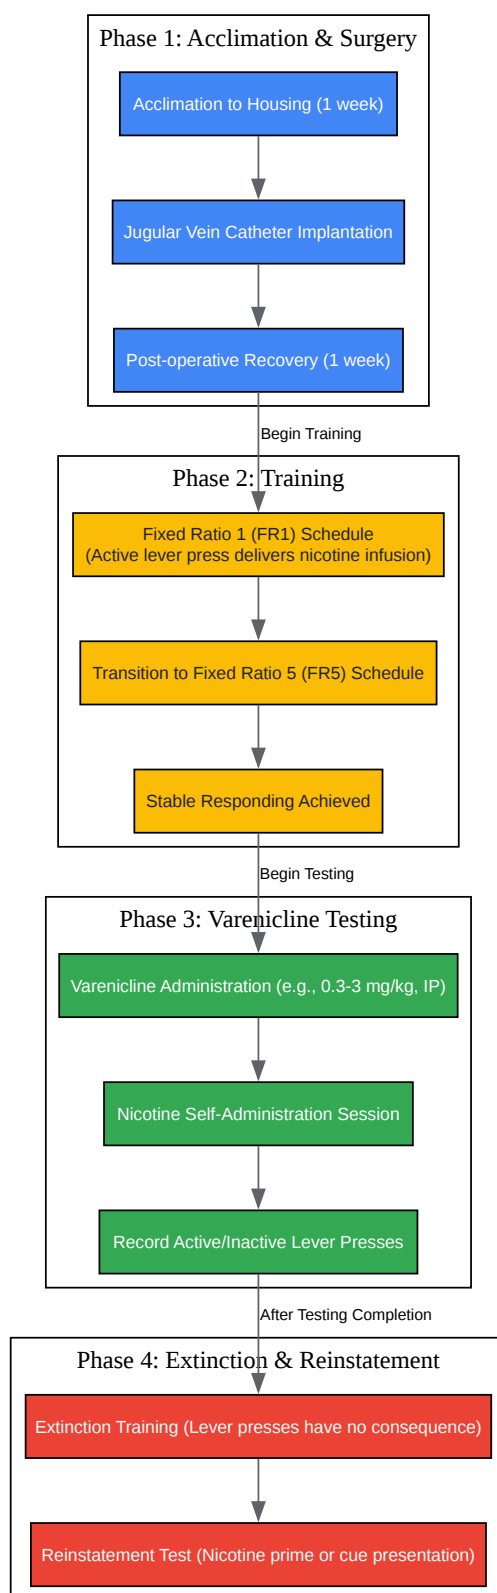 Phase 1: Acclimation & Surgery
Acclimation to Housing (1 week)
Jugular Vein Catheter Implantation
Post-operative Recovery (1 week)
Begin Training
Phase 2: Training
Fixed Ratio 1 (FR1) Schedule
(Active lever press delivers nicotine infusion)
Transition to Fixed Ratio 5 (FR5) Schedule
Stable Responding Achieved
Begin Testing
Phase 3: Varenicline Testing
Varenicline Administration (e.g., 0.3-3 mg/kg, IP)
Nicotine Self-Administration Session
Record Active/Inactive Lever Presses
After Testing Completion
Phase 4: Extinction & Reinstatement
Extinction Training (Lever presses have no consequence)
Reinstatement Test (Nicotine prime or cue presentation)